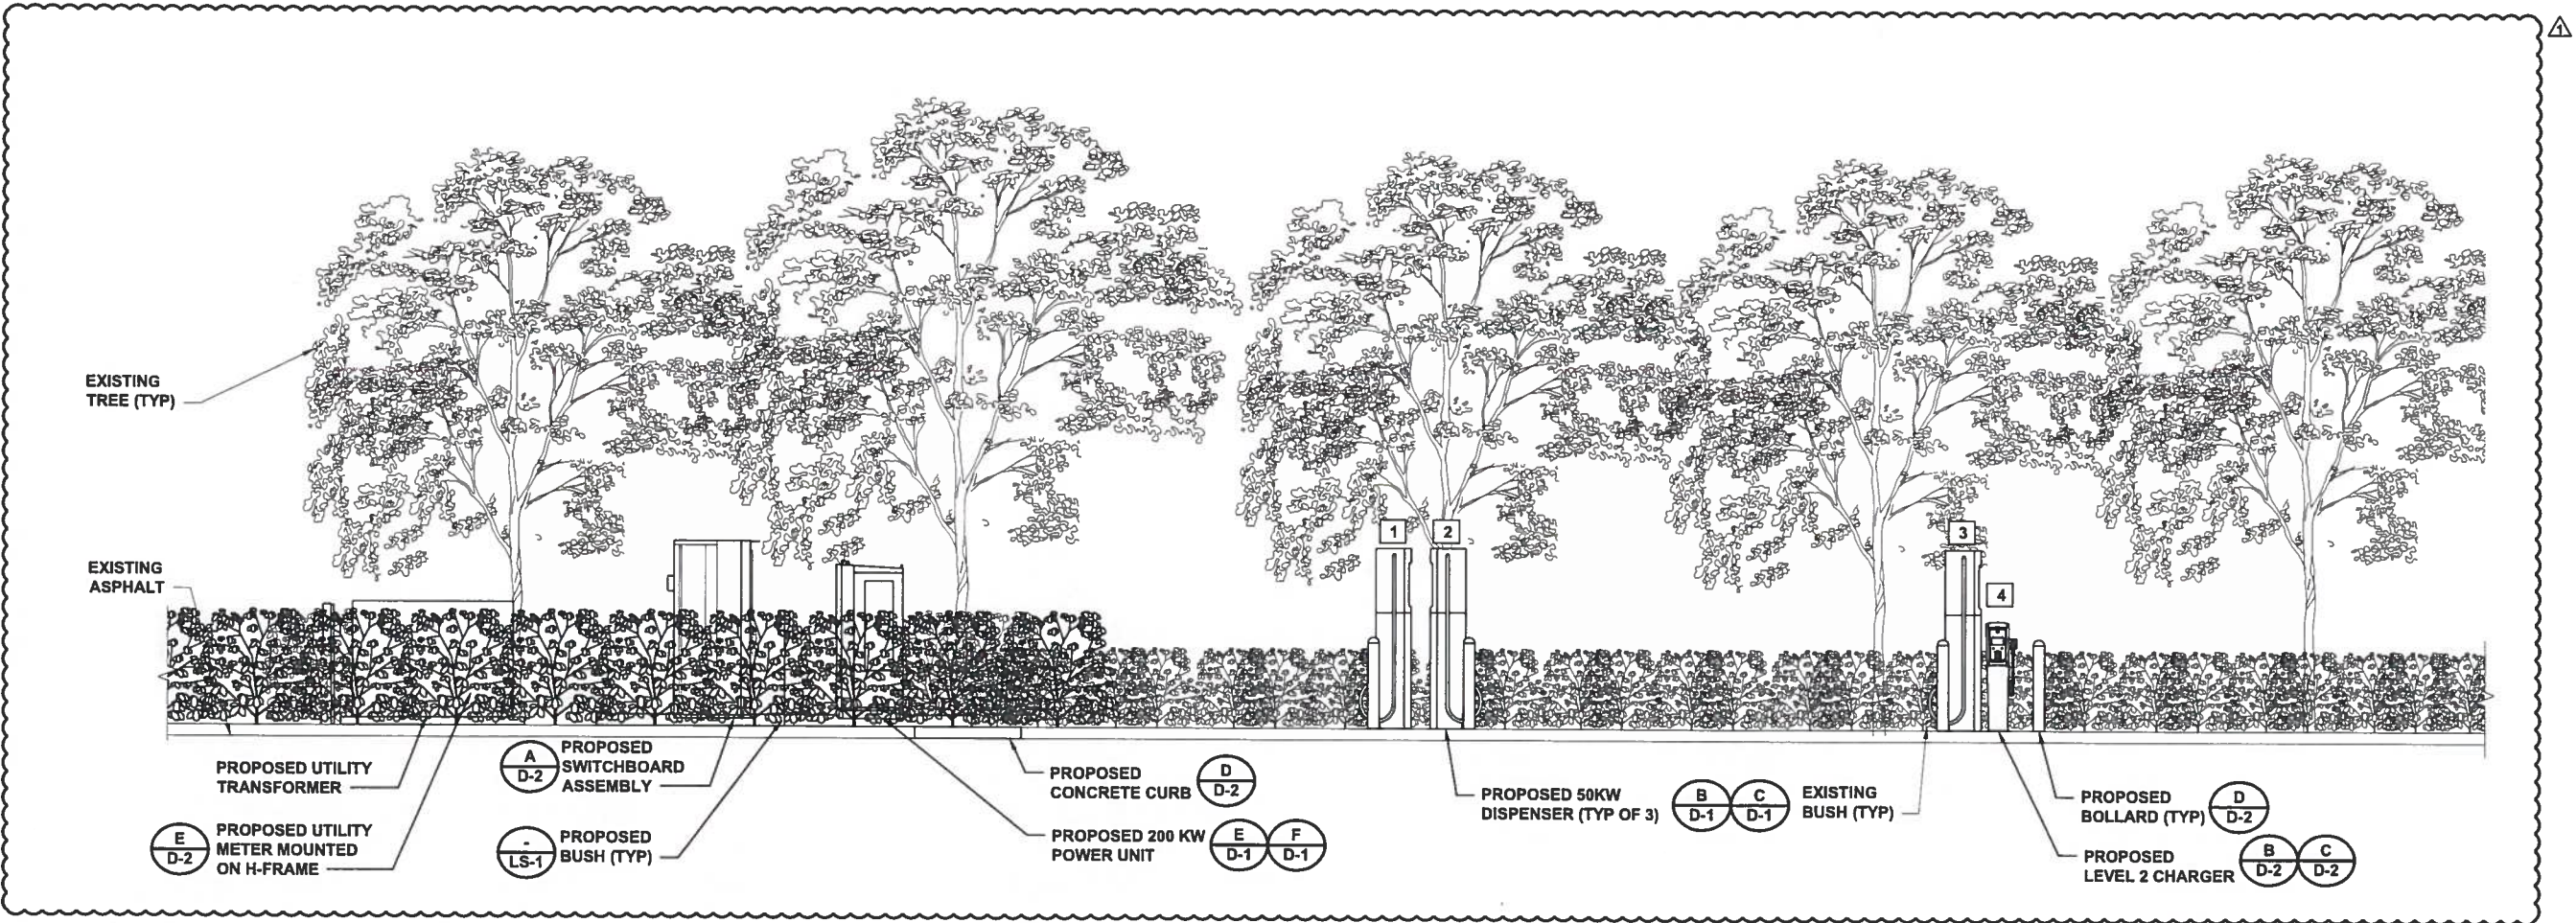 1
EXISTING
TREE (TYP)
EXISTING
ASPHALT
1
2
3
4
PROPOSED UTILITY
TRANSFORMER
E
D-2
PROPOSED UTILITY
METER MOUNTED
ON H-FRAME
A
D-2
PROPOSED
SWITCHBOARD
ASSEMBLY
-
LS-1
PROPOSED
BUSH (TYP)
PROPOSED
CONCRETE CURB
D
D-2
PROPOSED 200 KW
POWER UNIT
E
D-1
F
D-1
PROPOSED 50KW
DISPENSER (TYP OF 3)
B
D-1
C
D-1
EXISTING
BUSH (TYP)
PROPOSED
BOLLARD (TYP)
D
D-2
PROPOSED
LEVEL 2 CHARGER
B
D-2
C
D-2